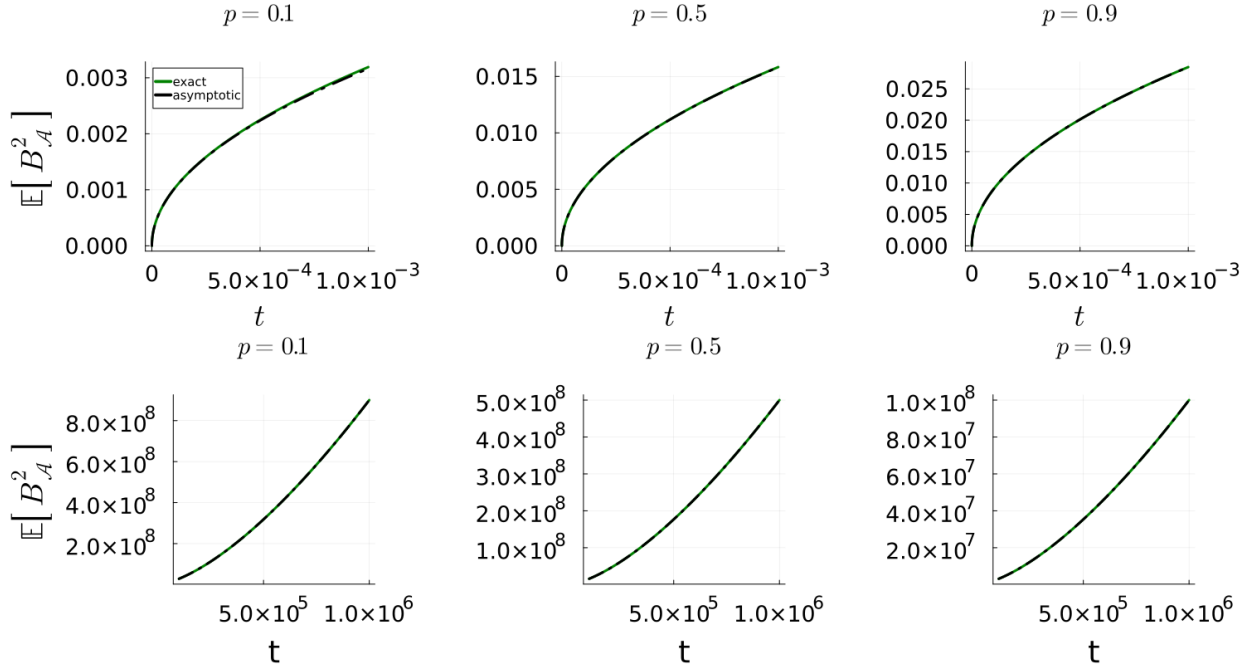 p = 0.1
p = 0.5
p = 0.9
𝔼[B²_𝒜]
0.003
0.002
0.001
0.000
exact
asymptotic
0
5.0×10⁻⁴
1.0×10⁻³
t
0.015
0.010
0.005
0.000
0
5.0×10⁻⁴
1.0×10⁻³
t
0.025
0.020
0.015
0.010
0.005
0.000
0
5.0×10⁻⁴
1.0×10⁻³
t
p = 0.1
p = 0.5
p = 0.9
𝔼[B²_𝒜]
8.0×10⁸
6.0×10⁸
4.0×10⁸
2.0×10⁸
5.0×10⁵
1.0×10⁶
t
5.0×10⁸
4.0×10⁸
3.0×10⁸
2.0×10⁸
1.0×10⁸
5.0×10⁵
1.0×10⁶
t
1.0×10⁸
8.0×10⁷
6.0×10⁷
4.0×10⁷
2.0×10⁷
5.0×10⁵
1.0×10⁶
t